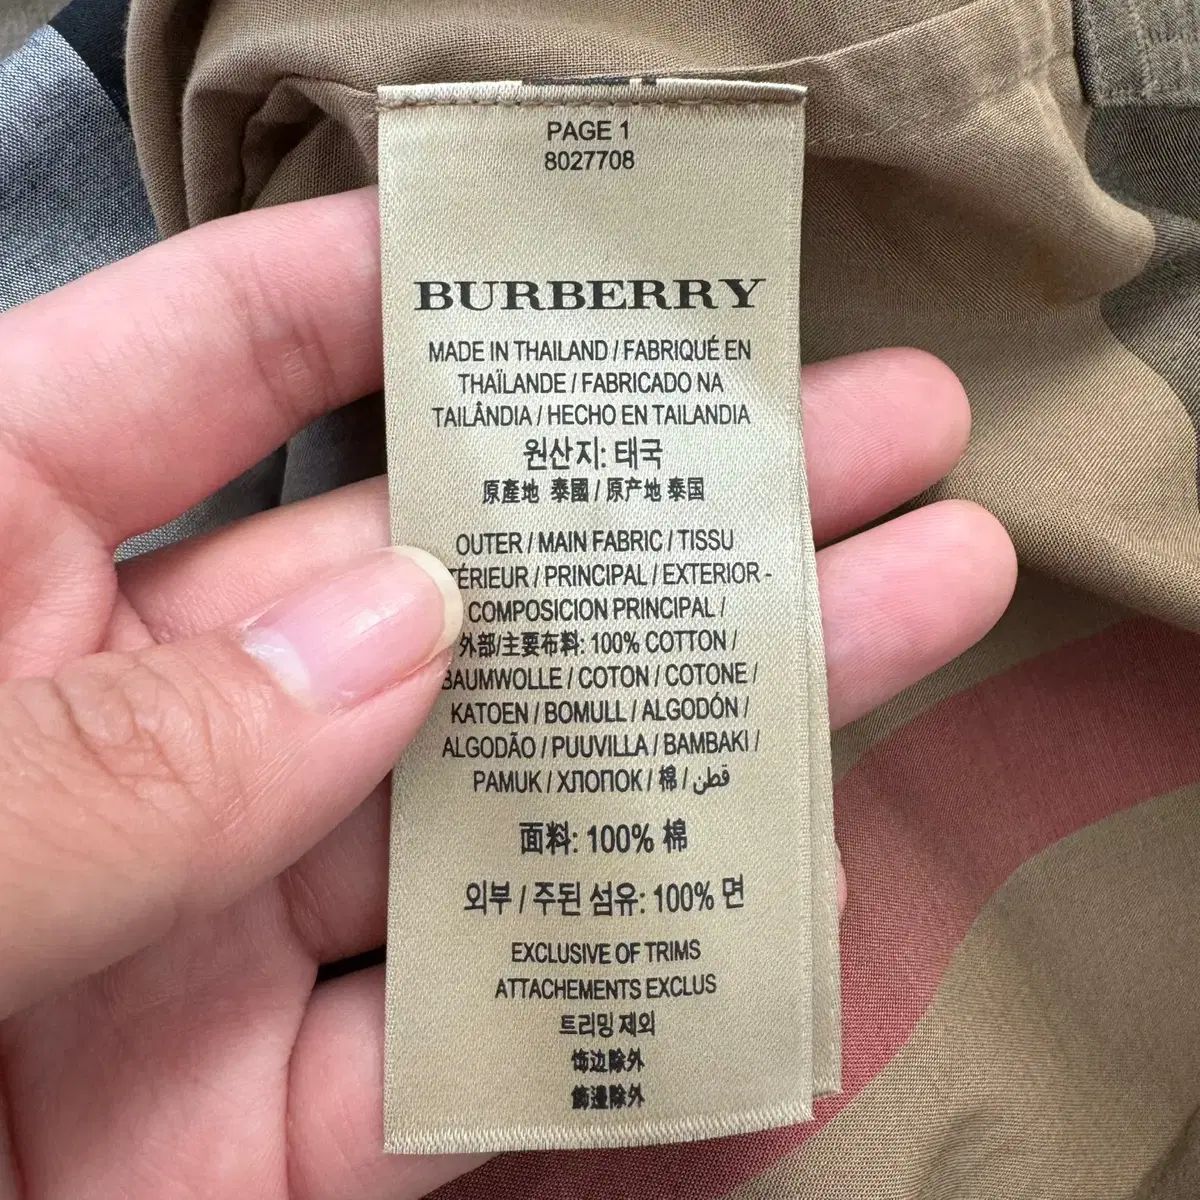 PAGE 1
8027708
BURBERRY
MADE IN THAILAND / FABRIQUÉ EN
THAÏLANDE / FABRICADO NA
TAILÂNDIA / HECHO EN TAILANDIA
원산지: 태국
原產地 泰國 / 原产地 泰国
OUTER / MAIN FABRIC / TISSU
TÉRIEUR / PRINCIPAL / EXTERIOR -
COMPOSICION PRINCIPAL /
外部/主要布料: 100% COTTON /
BAUMWOLLE / COTON / COTONE /
KATOEN / BOMULL / ALGODÓN /
ALGODÃO / PUUVILLA / BAMBAKI /
PAMUK / ХЛОПОК / 棉 / قطن
面料: 100% 棉
외부 / 주된 섬유: 100% 면
EXCLUSIVE OF TRIMS
ATTACHEMENTS EXCLUS
트리밍 제외
饰边除外
飾邊除外